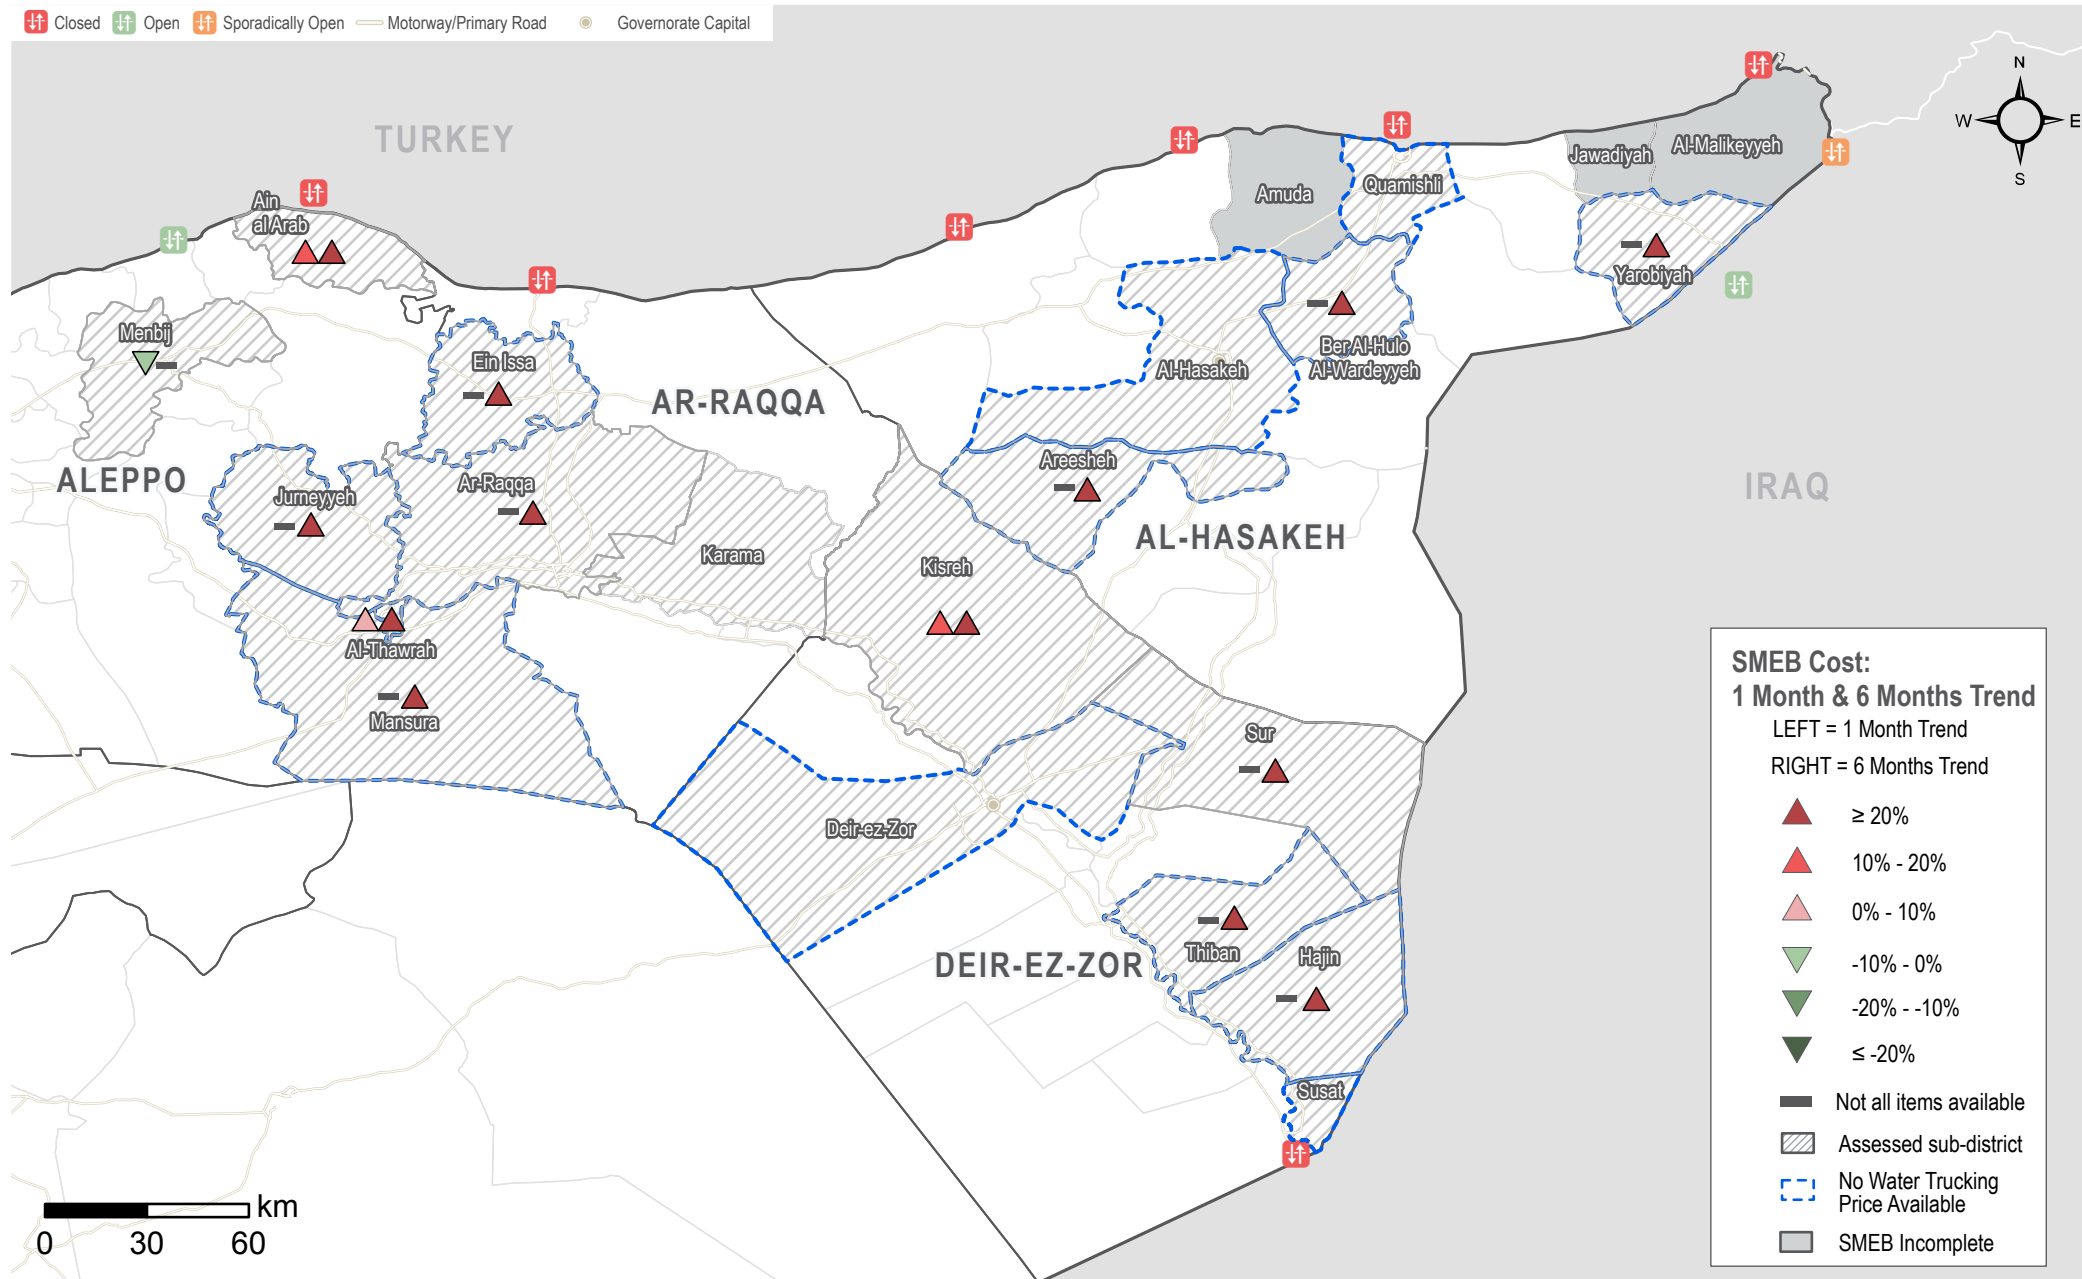 Closed Open Sporadically Open Motorway/Primary Road Governorate Capital
TURKEY
N
W E
S
Ain
al Arab
Menbij
Ein Issa
AR-RAQQA
ALEPPO
Jurneyyeh
Ar-Raqqa
Karama
Al-Thawrah
Mansura
Amuda
Quamishli
Jawadiyah
Al-Malikeyyeh
Yarobiyah
Ber Al-Hulo
Al-Wardeyyeh
Al-Hasakeh
Areesheh
AL-HASAKEH
Kisreh
IRAQ
Sur
Deir-ez-Zor
DEIR-EZ-ZOR
Thiban
Hajin
Susat
SMEB Cost:
1 Month & 6 Months Trend
LEFT = 1 Month Trend
RIGHT = 6 Months Trend
≥ 20%
10% - 20%
0% - 10%
-10% - 0%
-20% - -10%
≤ -20%
Not all items available
Assessed sub-district
No Water Trucking
Price Available
SMEB Incomplete
km
0 30 60